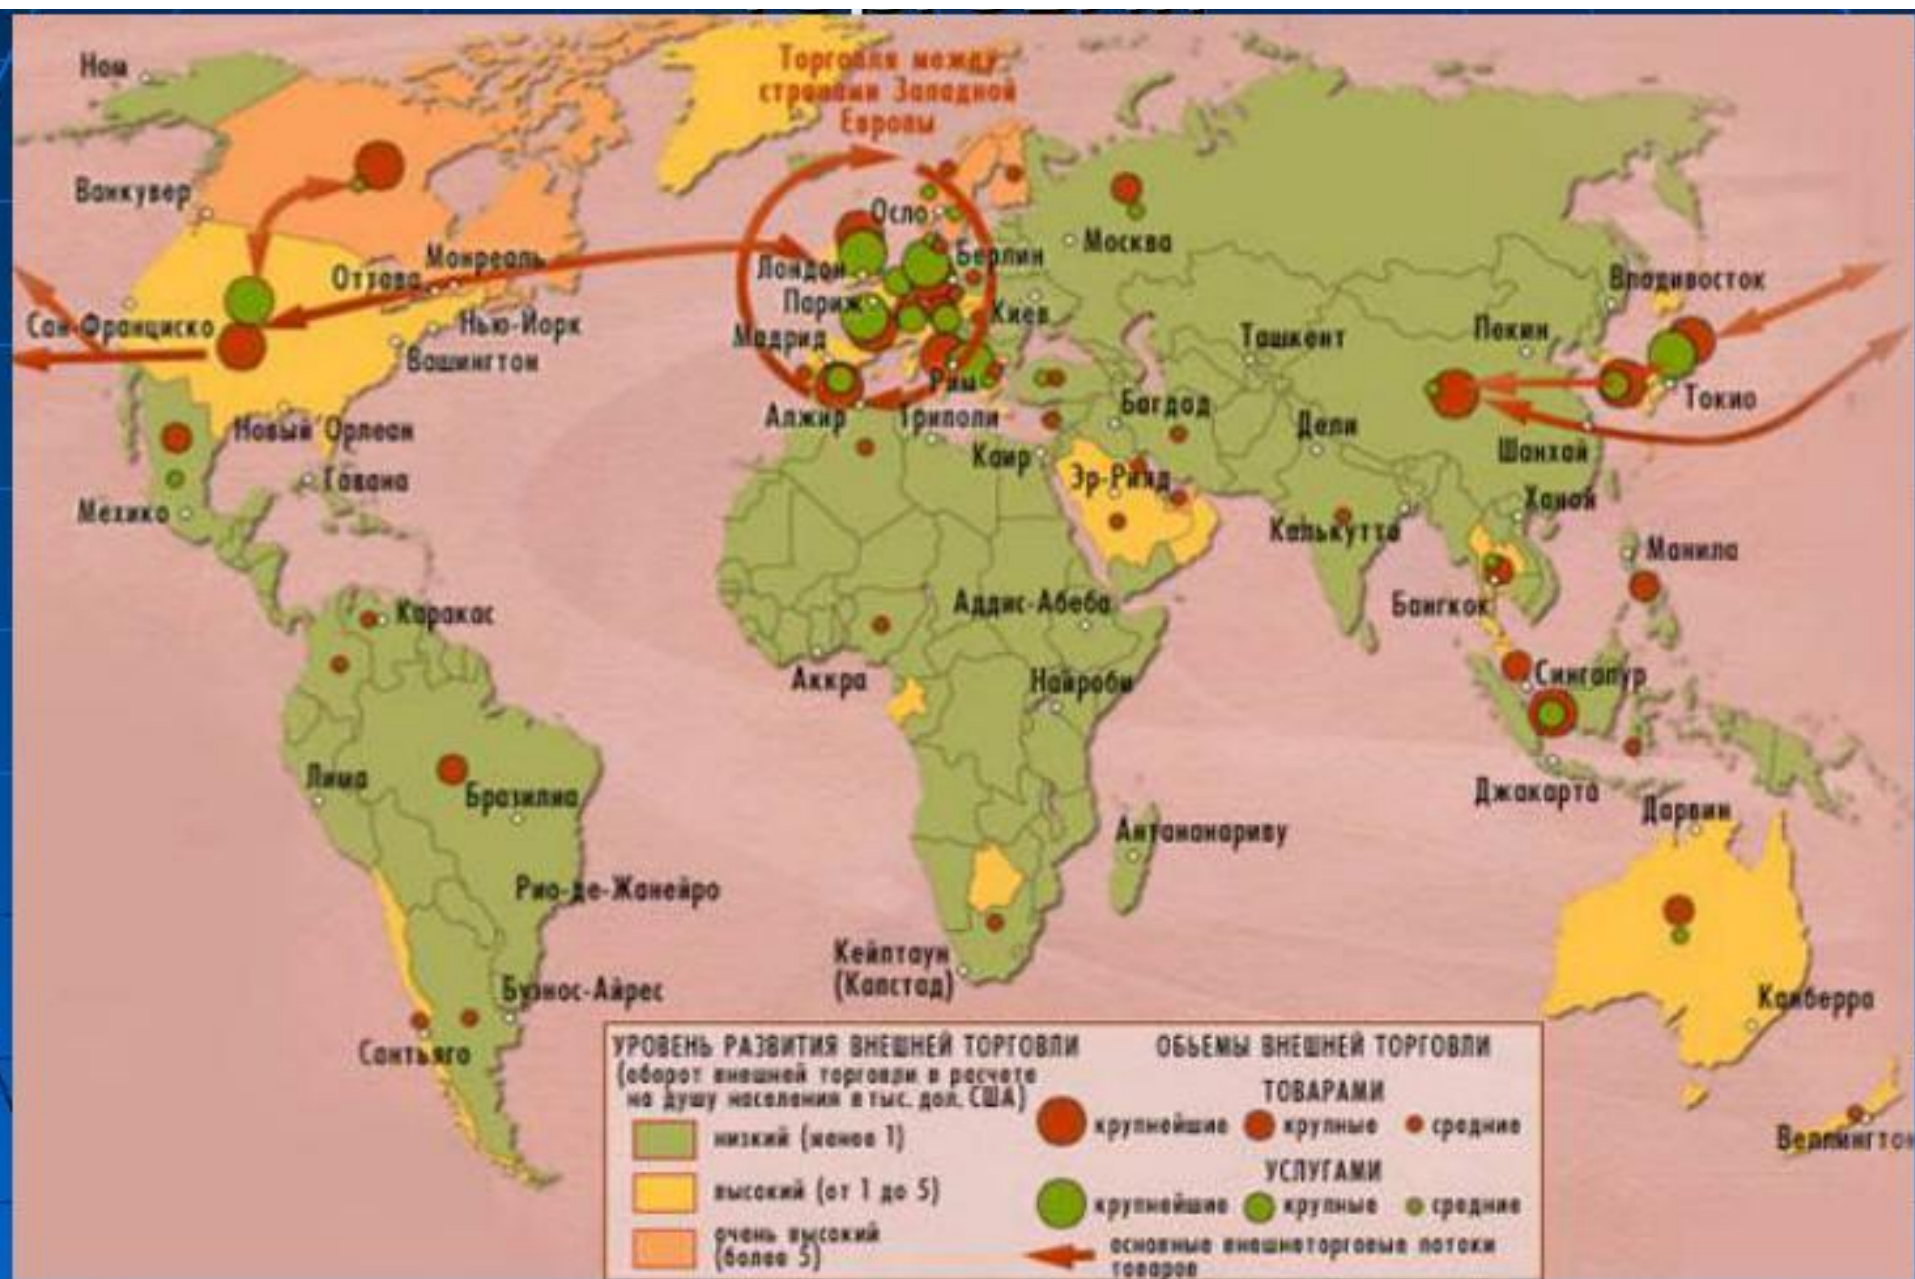 Торговля между
странами Западной
Европы
Ном
Ванкувер
Осло
Москва
Монреаль
Оттава
Лондон
Берлин
Владивосток
Париж
Киев
Сан-Франциско
Нью-Йорк
Вашингтон
Мадрид
Ташкент
Пекин
Рим
Токио
Новый Орлеан
Алжир
Триполи
Багдад
Дели
Каир
Шанхай
Гавана
Эр-Рияд
Мехико
Ханой
Калькутта
Манила
Каракас
Аддис-Абеба
Бангкок
Аккра
Найроби
Сингапур
Лима
Бразилиа
Джакарта
Дарвин
Антананариву
Рио-де-Жанейро
Кейптаун
(Капстад)
Буэнос-Айрес
Канберра
Сантьяго
Веллингтон
УРОВЕНЬ РАЗВИТИЯ ВНЕШНЕЙ ТОРГОВЛИ
(оборот внешней торговли в расчете
на душу населения в тыс. дол. США)
низкий (менее 1)
высокий (от 1 до 5)
очень высокий
(более 5)
ОБЪЕМЫ ВНЕШНЕЙ ТОРГОВЛИ
ТОВАРАМИ
крупнейшие крупные средние
УСЛУГАМИ
крупнейшие крупные средние
основные внешнеторговые потоки
товаров